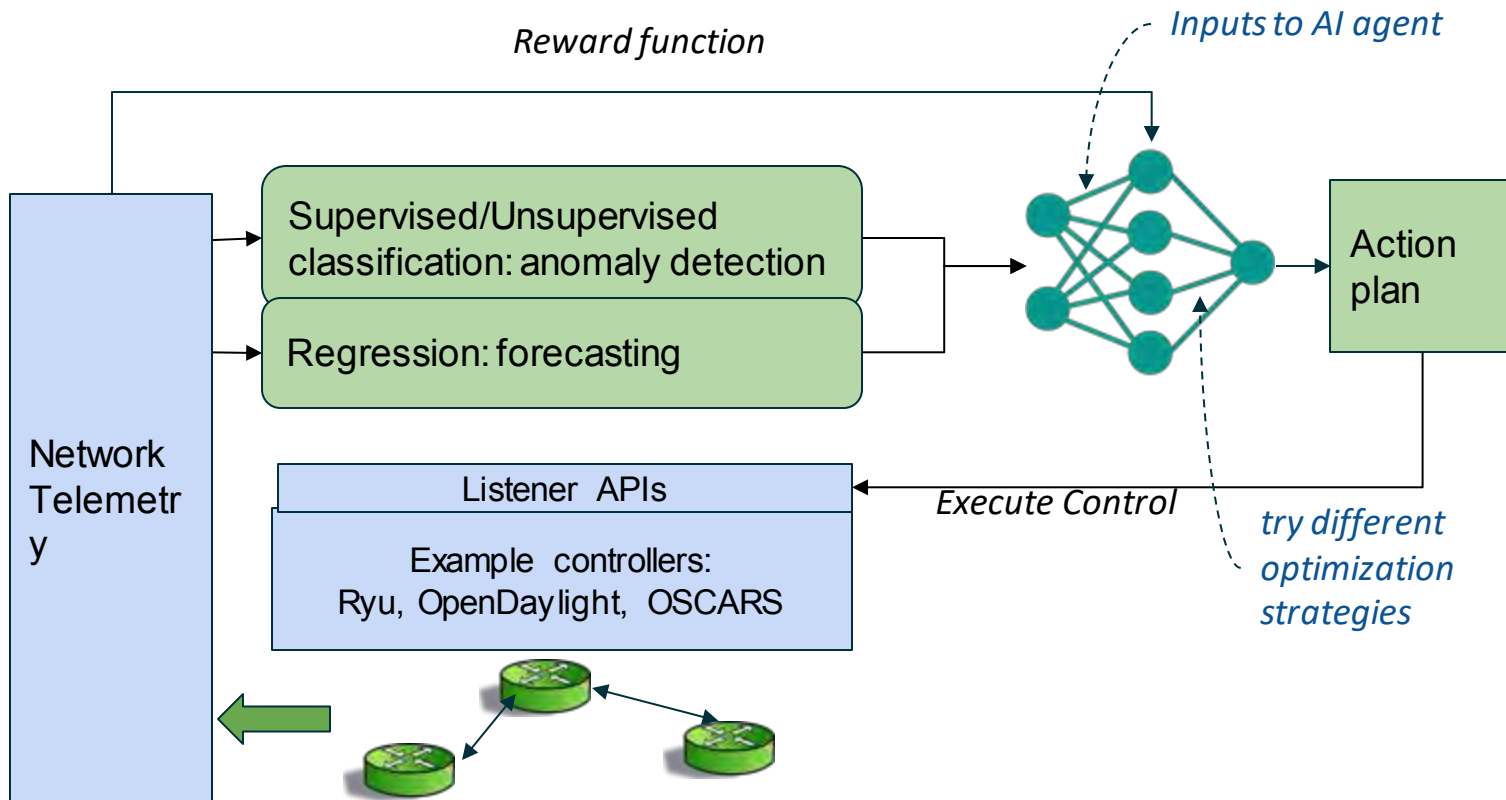 Reward function
Inputs to AI agent
Supervised/Unsupervised
classification: anomaly detection
Regression: forecasting
Action
plan
Network
Telemetr
y
Listener APIs
Execute Control
Example controllers:
Ryu, OpenDaylight, OSCARS
try different
optimization
strategies